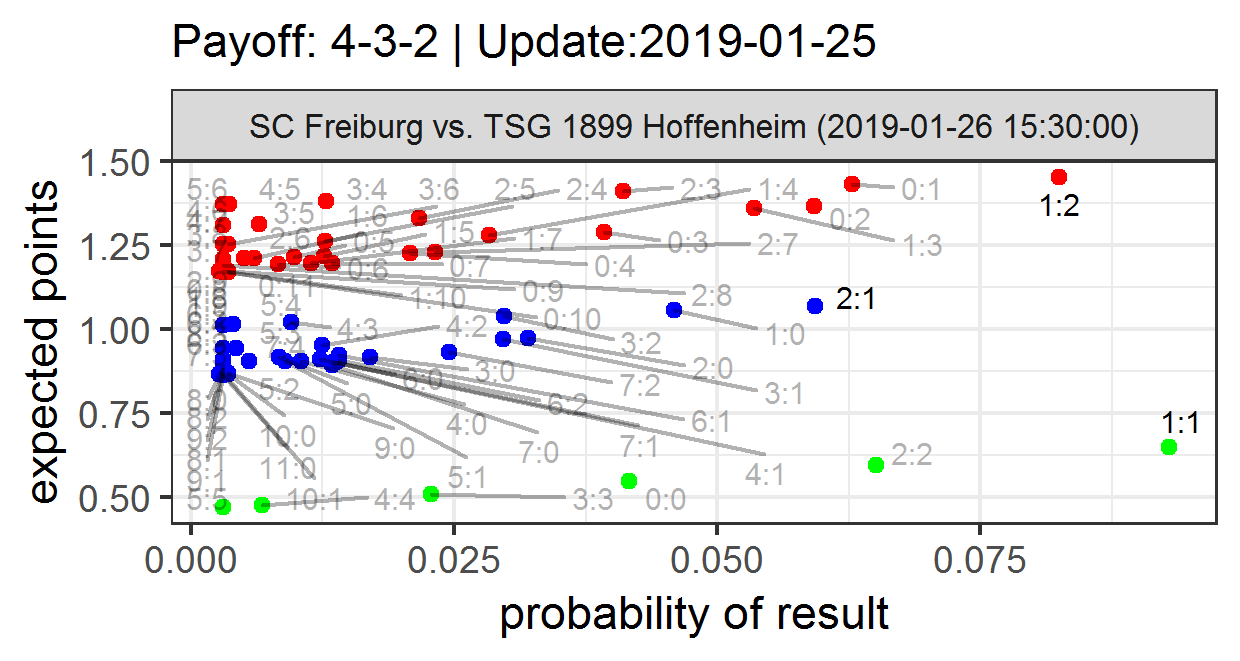 Payoff: 4-3-2 | Update:2019-01-25
SC Freiburg vs. TSG 1899 Hoffenheim (2019-01-26 15:30:00)
expected points
1.50
1.25
1.00
0.75
0.50
5:6 4:5 3:4 3:6 2:5 2:4 2:3 1:4 0:1
1:2
3:5 1:6 0:2
2:6 0:5 1:5 1:7 0:3 2:7 1:3
0:6 0:7 0:4
0:11 1:10 0:9 2:8
5:4 4:3 4:2 0:10 1:0 2:1
3:2
7:4 2:0
6:0 3:0 7:2 3:1
5:2 5:0 6:2
4:0 6:1 1:1
10:0 9:0 7:0 7:1
2:2
11:0 5:1 4:1
5:5 10:1 4:4 3:3 0:0
0.000 0.025 0.050 0.075
probability of result